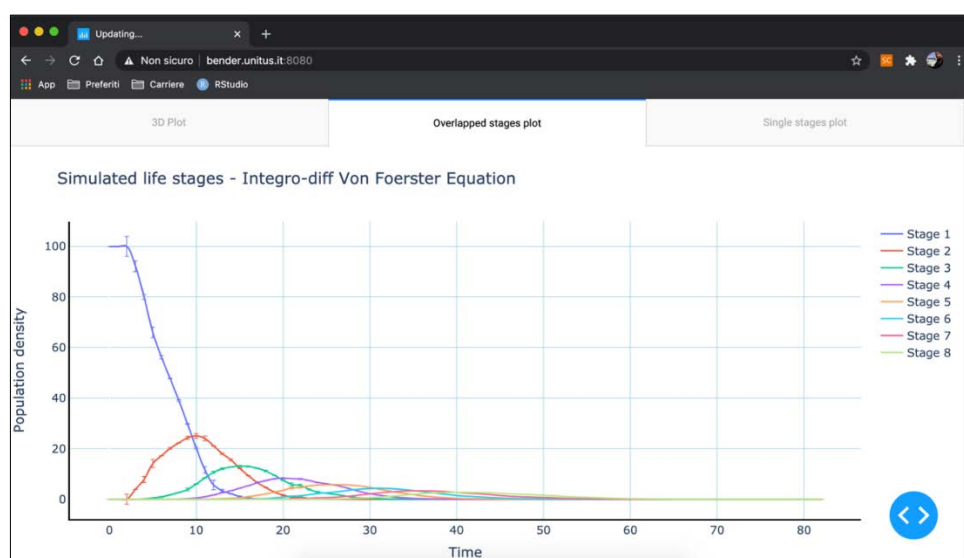 Updating...
Non sicuro | bender.unitus.it:8080
SC
App Preferiti Carriere R RStudio
3D Plot Overlapped stages plot Single stages plot
Simulated life stages - Integro-diff Von Foerster Equation
Stage 1
Stage 2
Stage 3
Stage 4
Stage 5
Stage 6
Stage 7
Stage 8
Population density
100
80
60
40
20
0
0 10 20 30 40 50 60 70 80
Time